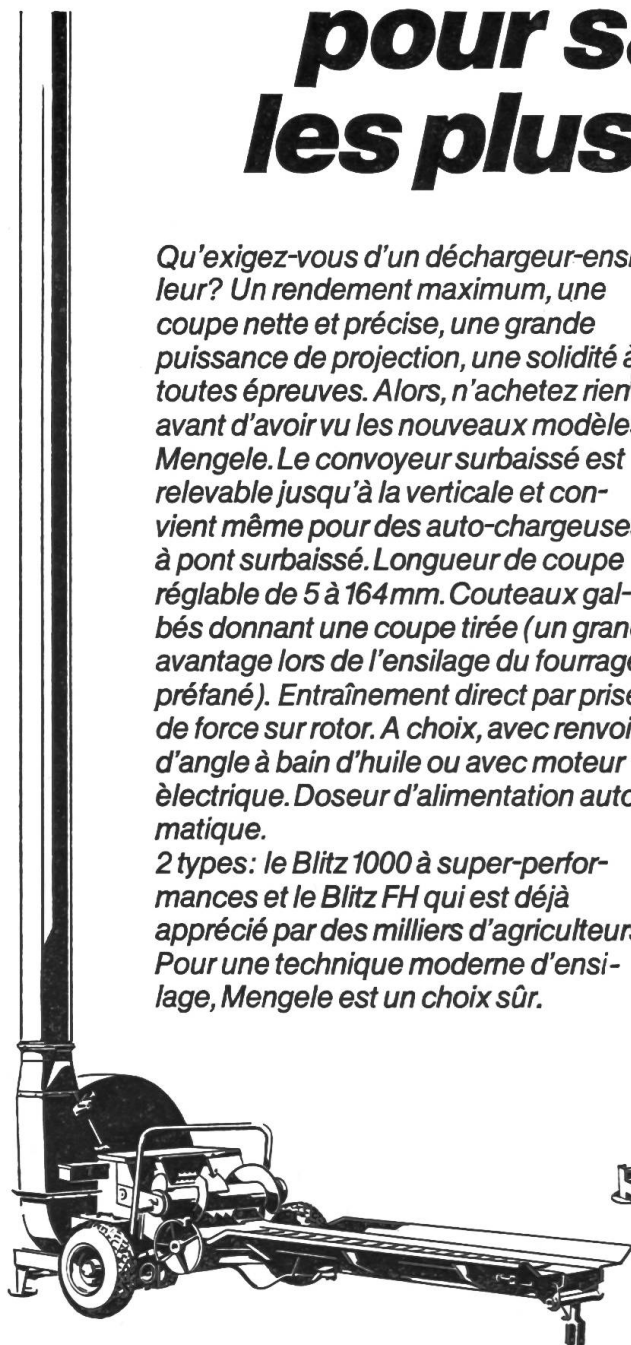 pour sa
les plus
Qu'exigez-vous d'un déchargeur-ensi
leur? Un rendement maximum, une
coupe nette et précise, une grande
puissance de projection, une solidité à
toutes épreuves. Alors, n'achetez rien
avant d'avoir vu les nouveaux modèles
Mengele. Le convoyeur surbaissé est
relevable jusqu'à la verticale et con-
vient même pour des auto-chargeuses
à pont surbaissé. Longueur de coupe
réglable de 5 à 164mm. Couteaux gal-
bés donnant une coupe tirée (un grand
avantage lors de l'ensilage du fourrage
préfané). Entraînement direct par prise
de force sur rotor. A choix, avec renvoi
d'angle à bain d'huile ou avec moteur
èlectrique. Doseur d'alimentation auto
matique.
2 types: le Blitz 1000 à super-perfor-
mances et le Blitz FH qui est déjà
apprécié par des milliers d'agriculteurs
Pour une technique moderne d'ensi-
lage, Mengele est un choix sûr.